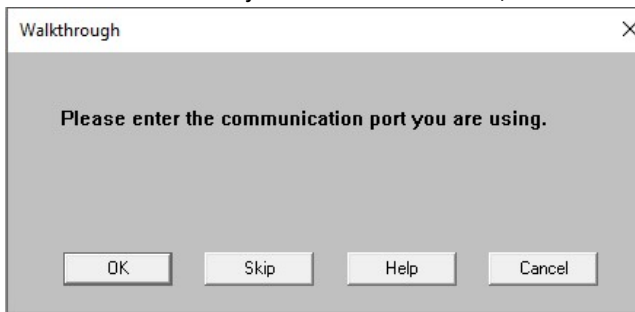 Walkthrough
Please enter the communication port you are using.
OK Skip Help Cancel